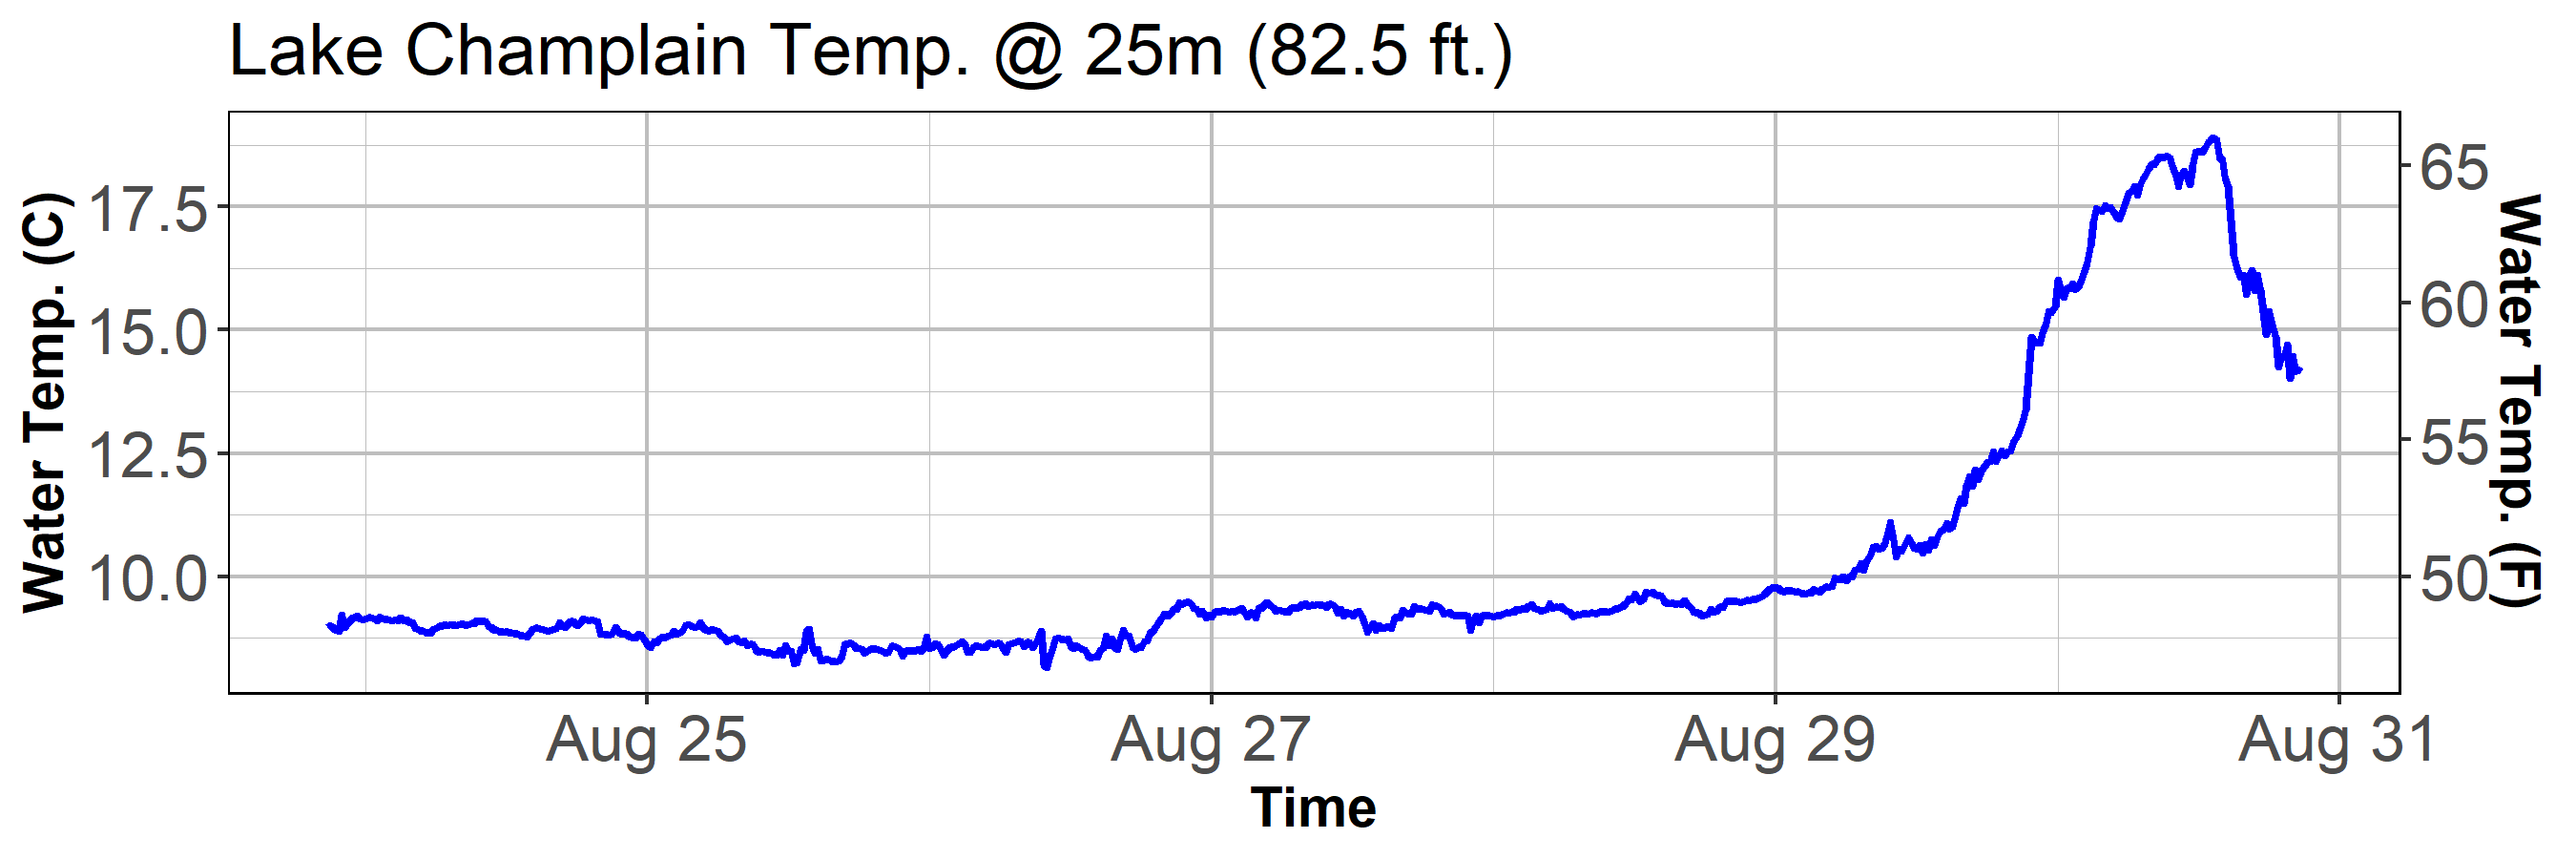 Lake Champlain Temp. @ 25m (82.5 ft.)
Water Temp. (C)
17.5
15.0
12.5
10.0
65
60
55
50
Water Temp. (F)
Aug 25 Aug 27 Aug 29 Aug 31
Time